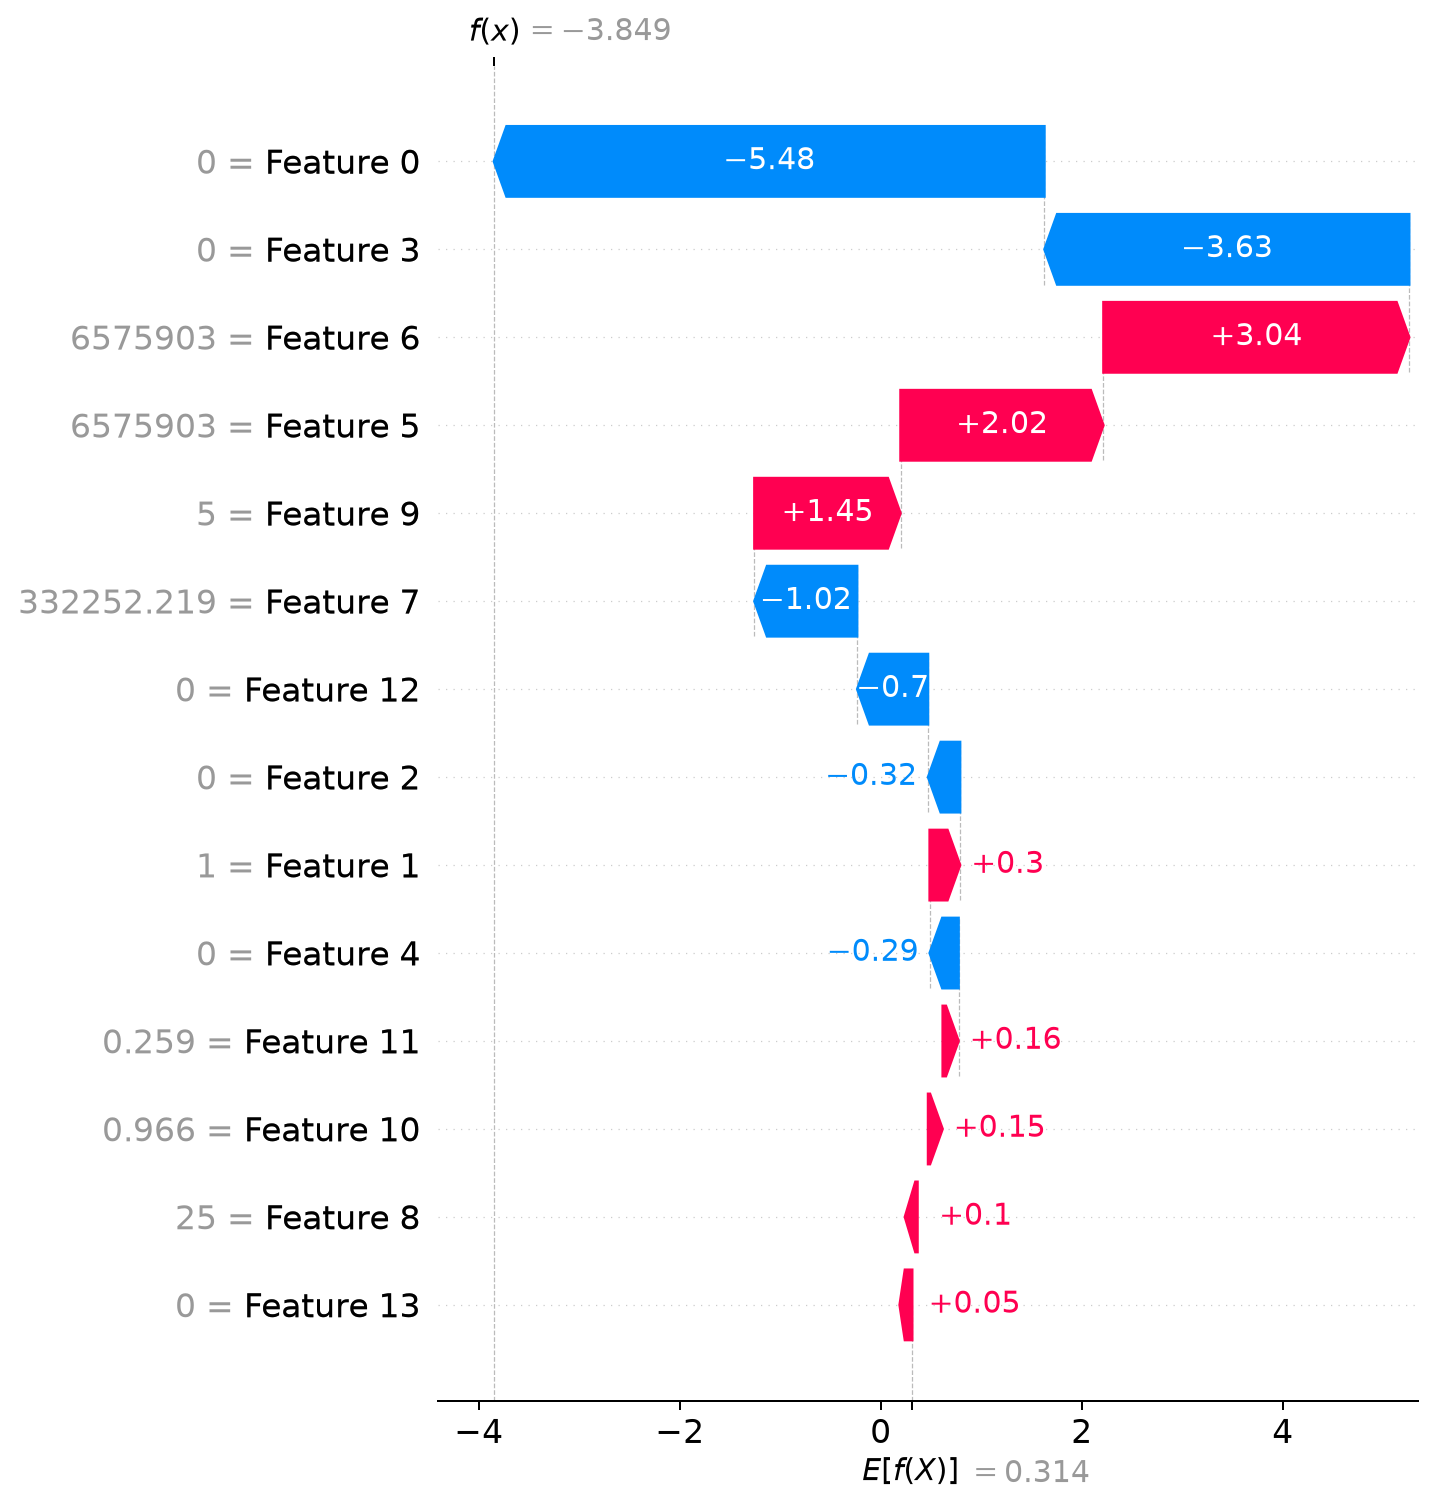 f(x) = −3.849
0 = Feature 0 −5.48
0 = Feature 3 −3.63
6575903 = Feature 6 +3.04
6575903 = Feature 5 +2.02
5 = Feature 9 +1.45
332252.219 = Feature 7 −1.02
0 = Feature 12 −0.7
0 = Feature 2 −0.32
1 = Feature 1 +0.3
0 = Feature 4 −0.29
0.259 = Feature 11 +0.16
0.966 = Feature 10 +0.15
25 = Feature 8 +0.1
0 = Feature 13 +0.05
−4 −2 0 2 4
E[f(X)] = 0.314